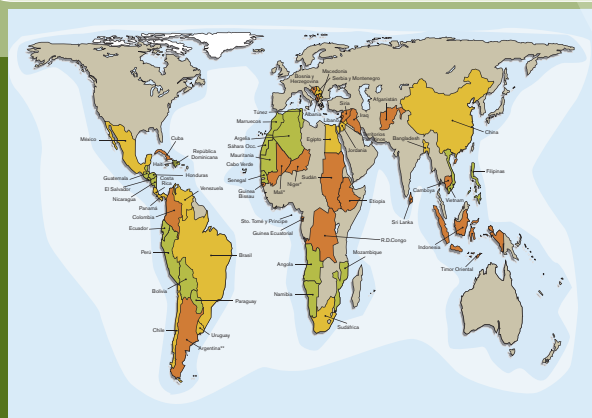 Macedonia
Bosnia y
Herzegovina
Serbia y Montenegro
Túnez
Marruecos
Albania
Líbano
Siria
Iraq
Afganistán
Argelia
Sáhara Occ.
Mauritania
Cabo Verde
Senegal
Guinea
Bissau
Egipto
Territorios
Jordania
Bangladesh
China
México
Cuba
Haití
República
Dominicana
Guatemala
El Salvador
Honduras
Nicaragua
Costa
Rica
Panamá
Venezuela
Colombia
Ecuador
Perú
Brasil
Bolivia
Paraguay
Chile
Uruguay
Argentina**
Malí*
Níger*
Sudán
Etiopia
Sto. Tomé y Príncipe
Guinea Ecuatorial
R.D.Congo
Angola
Mozambique
Namibia
Sudáfrica
Filipinas
Camboya
Vietnam
Sri Lanka
Indonesia
Timor Oriental